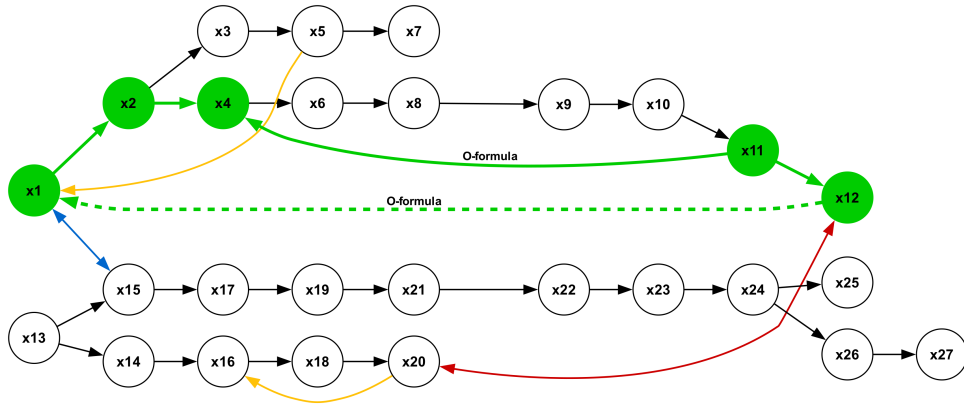 x3
x5
x7
x2
x4
x6
x8
x9
x10
O-formula
x11
x1
O-formula
x12
x15
x17
x19
x21
x22
x23
x24
x25
x13
x14
x16
x18
x20
x26
x27